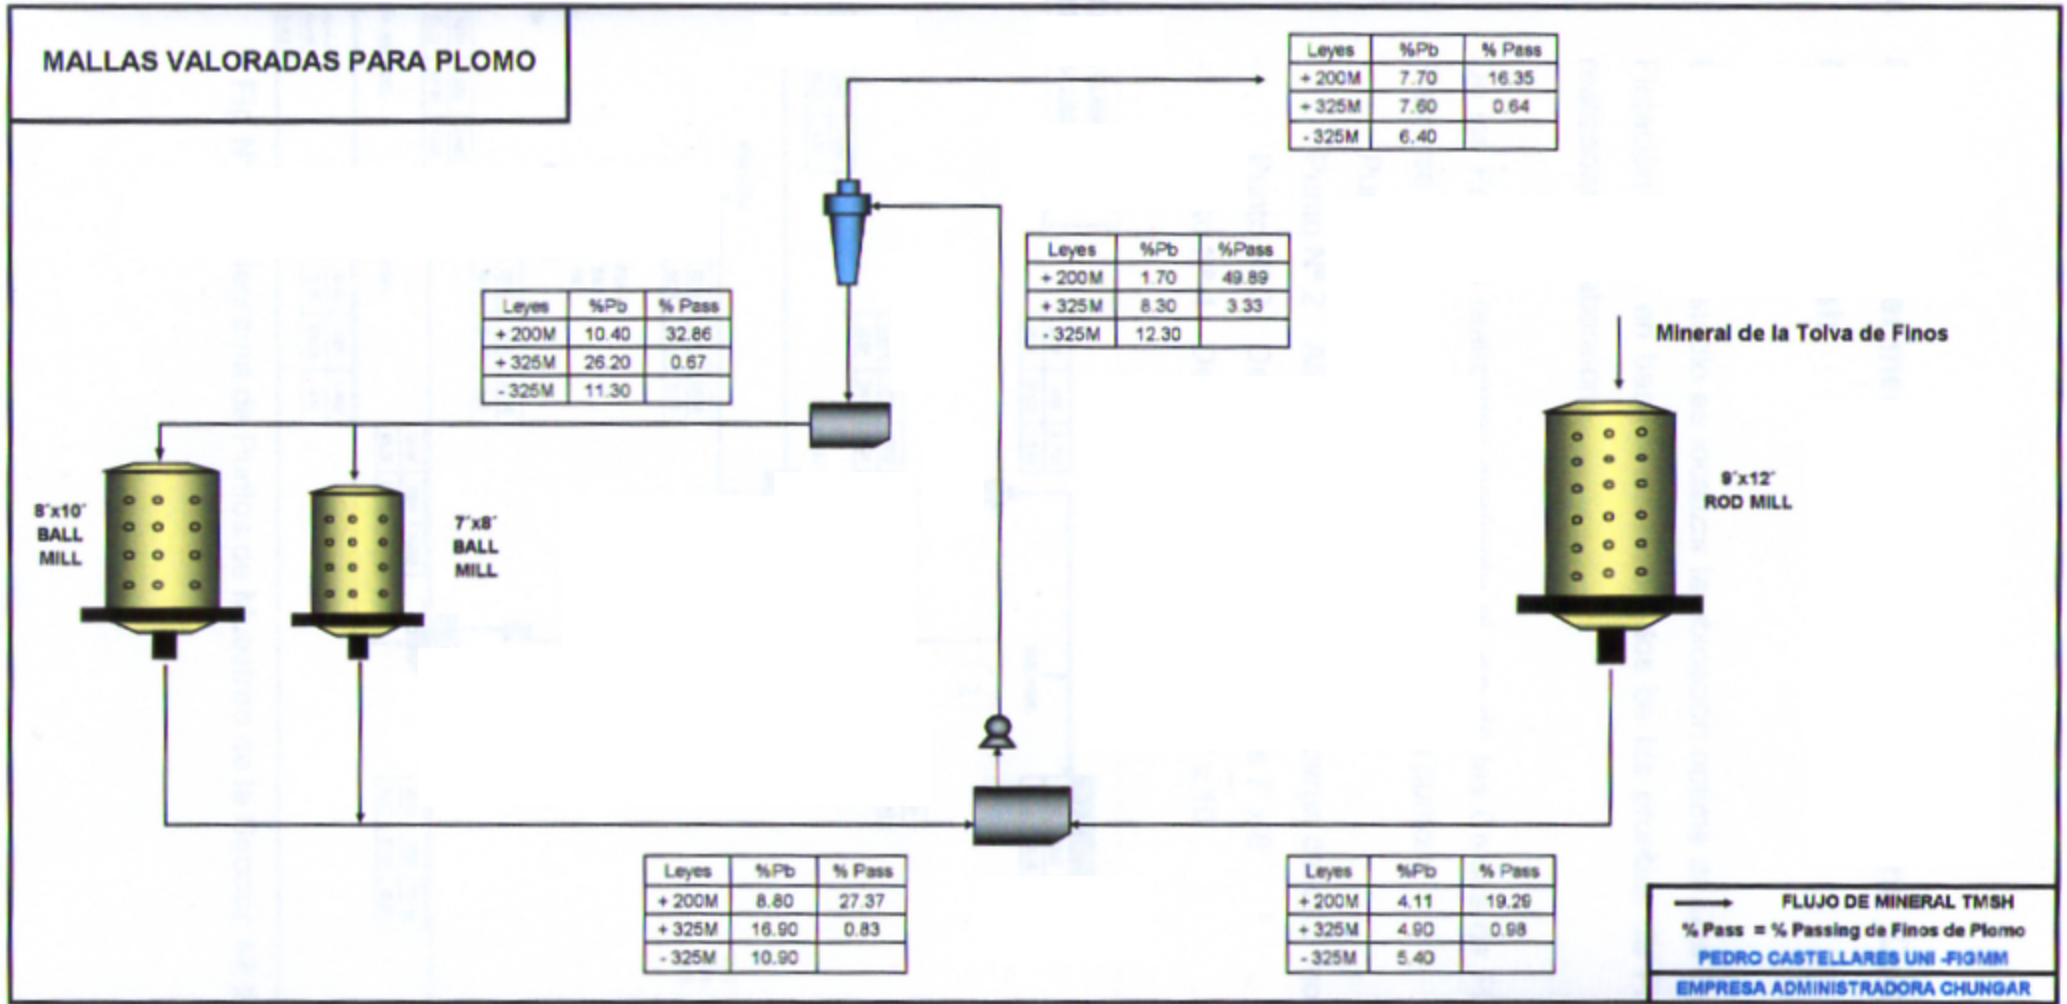 MALLAS VALORADAS PARA PLOMO
Leyes %Pb % Pass
+ 200M 7.70 16.35
+ 325M 7.60 0.64
- 325M 6.40
Leyes %Pb %Pass
+ 200M 1.70 49.89
+ 325M 8.30 3.33
- 325M 12.30
Leyes %Pb % Pass
+ 200M 10.40 32.86
+ 325M 26.20 0.67
- 325M 11.30
Mineral de la Tolva de Finos
8´x10´
BALL
MILL
7´x8´
BALL
MILL
9´x12´
ROD MILL
Leyes %Pb % Pass
+ 200M 8.80 27.37
+ 325M 16.90 0.83
- 325M 10.90
Leyes %Pb % Pass
+ 200M 4.11 19.29
+ 325M 4.90 0.98
- 325M 5.40
FLUJO DE MINERAL TMSH
% Pass = % Passing de Finos de Plomo
PEDRO CASTELLARES UNI -FIGMM
EMPRESA ADMINISTRADORA CHUNGAR